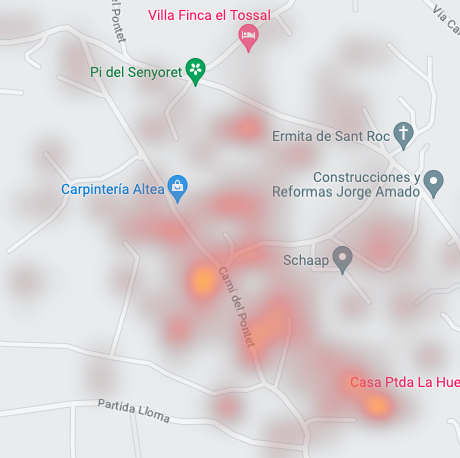 del Pontet
Villa Finca el Tossal
Via Ca
Pi del Senyoret
Ermita de Sant Roc
Construcciones y
Reformas Jorge Amado
Carpintería Altea
Schaap
Camí del Pontet
Casa Ptda La Hue
Partida Lloma